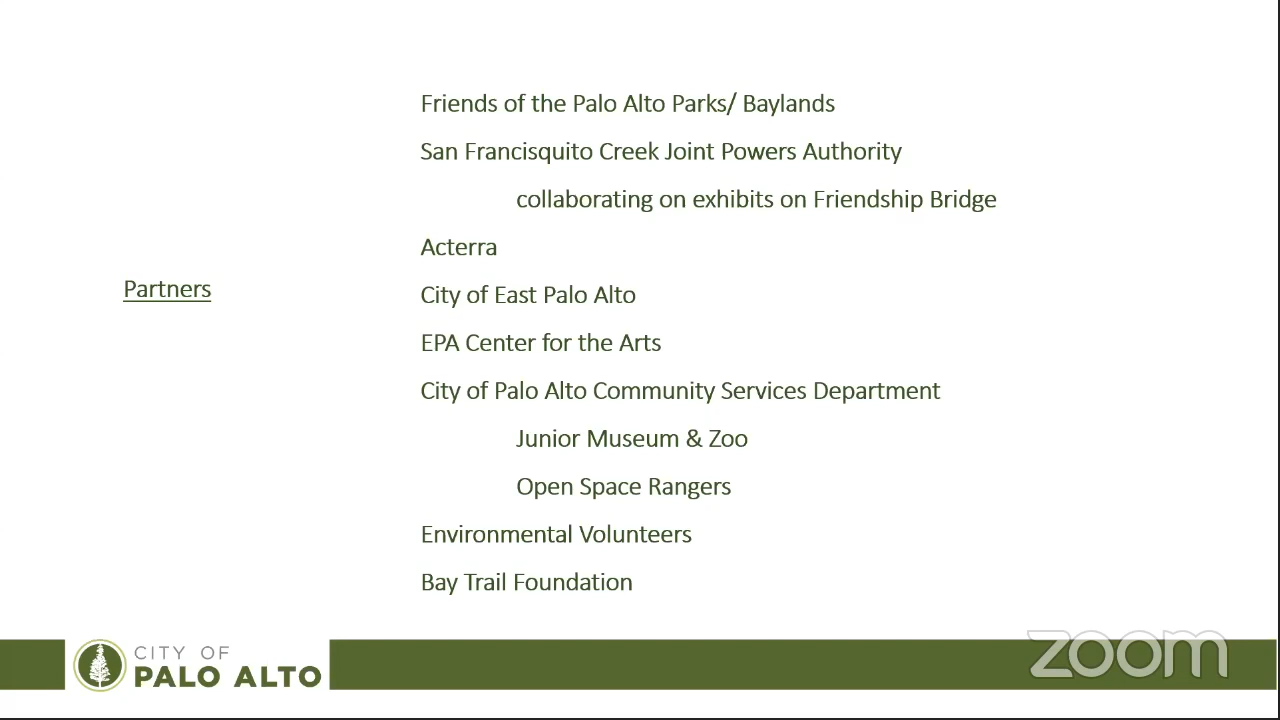 Friends of the Palo Alto Parks/ Baylands
San Francisquito Creek Joint Powers Authority
collaborating on exhibits on Friendship Bridge
Acterra
Partners
City of East Palo Alto
EPA Center for the Arts
City of Palo Alto Community Services Department
Junior Museum & Zoo
Open Space Rangers
Environmental Volunteers
Bay Trail Foundation
CITY OF
PALO ALTO
zoom